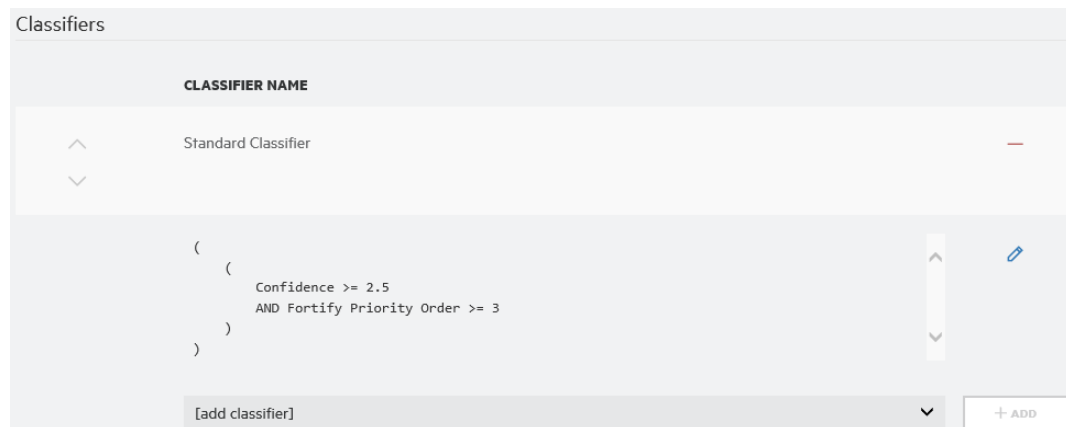 Classifiers
CLASSIFIER NAME
Standard Classifier
(
(
Confidence >= 2.5
AND Fortify Priority Order >= 3
)
)
[add classifier]
+ ADD